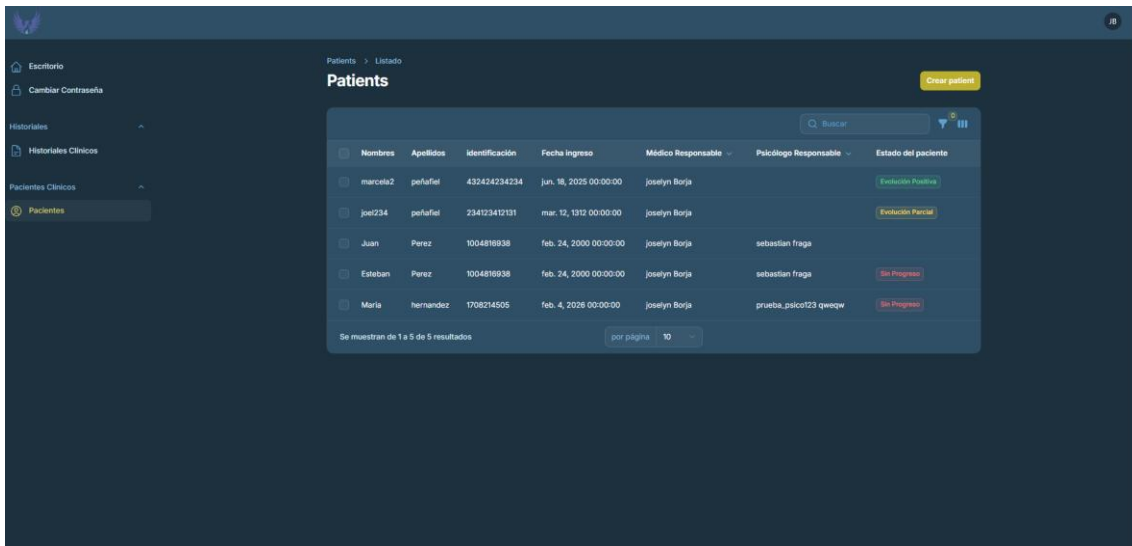 JB
Escritorio
Cambiar Contraseña
Historiales
Historiales Clínicos
Pacientes Clínicos
Pacientes
Patients > Listado
Patients
Crear patient
Buscar
0
Nombres Apellidos identificación Fecha ingreso Médico Responsable Psicólogo Responsable Estado del paciente
marcela2 peñafiel 432424234234 jun. 18, 2025 00:00:00 joselyn Borja Evolución Positiva
joel234 peñafiel 234123412131 mar. 12, 1312 00:00:00 joselyn Borja Evolución Parcial
Juan Perez 1004816938 feb. 24, 2000 00:00:00 joselyn Borja sebastian fraga
Esteban Perez 1004816938 feb. 24, 2000 00:00:00 joselyn Borja sebastian fraga Sin Progreso
Maria hernandez 1708214505 feb. 4, 2026 00:00:00 joselyn Borja prueba_psico123 qweqw Sin Progreso
Se muestran de 1 a 5 de 5 resultados
por página 10